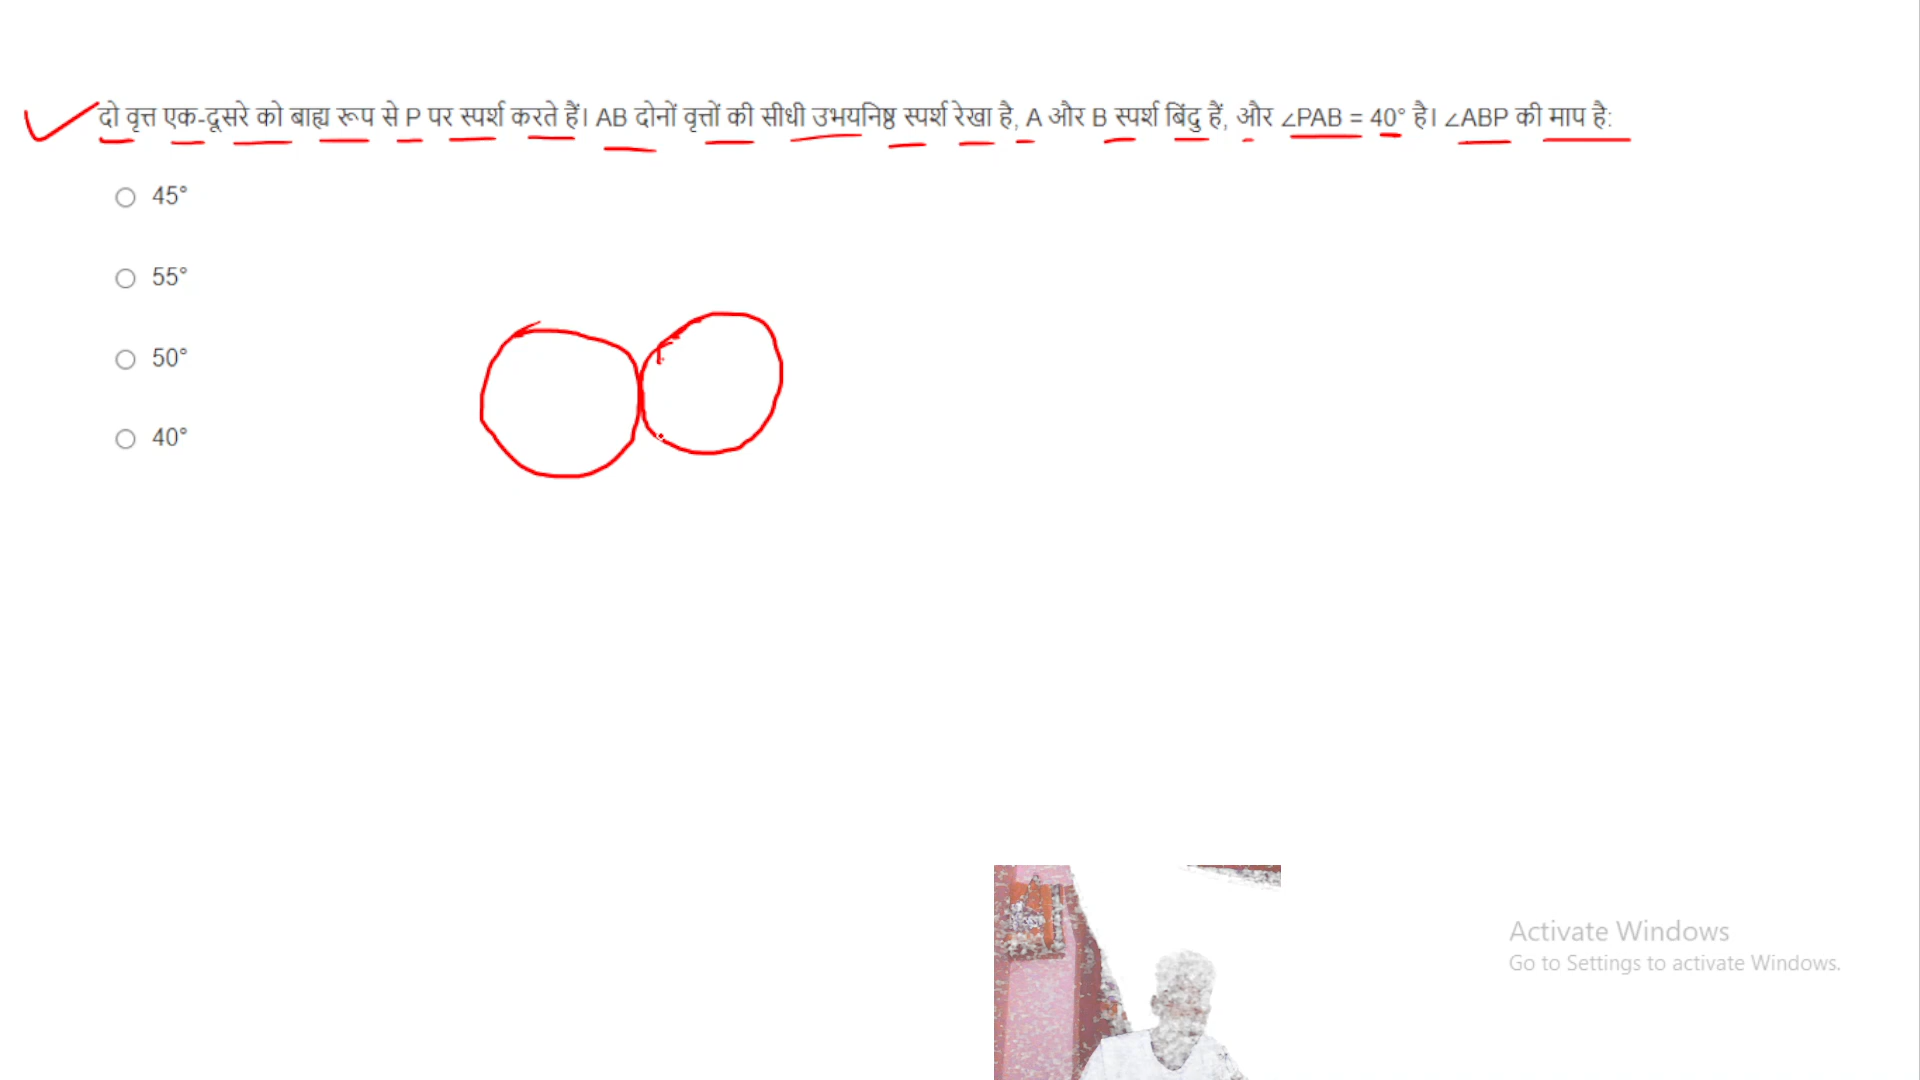 दो वृत्त एक-दूसरे को बाह्य रूप से P पर स्पर्श करते हैं। AB दोनों वृत्तों की सीधी उभयनिष्ठ स्पर्श रेखा है, A और B स्पर्श बिंदु हैं, और ∠PAB = 40° है। ∠ABP की माप है:
45°
55°
50°
40°
Activate Windows
Go to Settings to activate Windows.